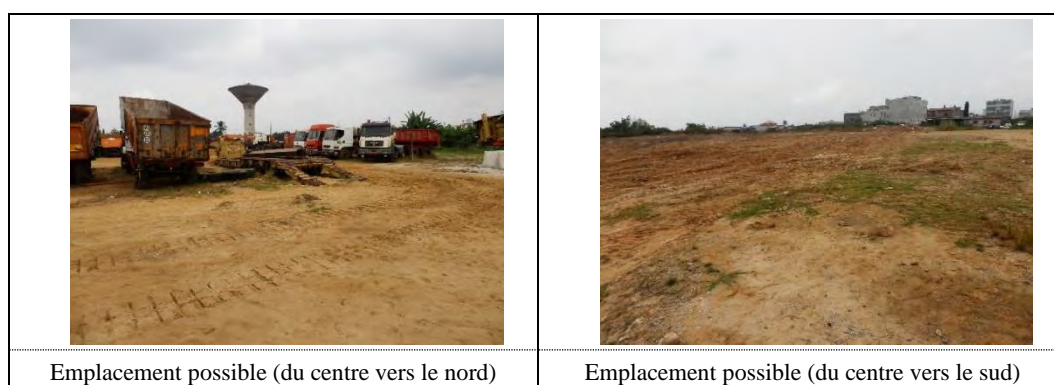 Emplacement possible (du centre vers le nord)
Emplacement possible (du centre vers le sud)